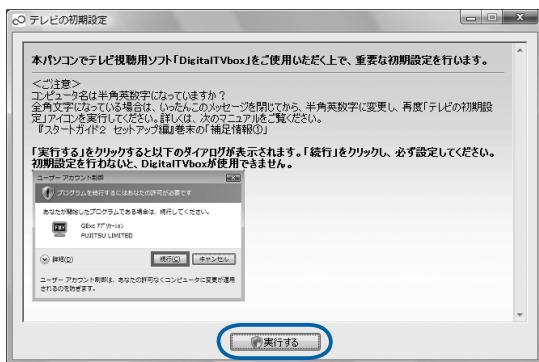 テレビの初期設定
本パソコンでテレビ視聴用ソフト「DigitalTVbox」をご使用いただく上で、重要な初期設定を行います。
<ご注意>
コンピュータ名は半角英数字になっていますか？
全角文字になっている場合は、いったんこのメッセージを閉じてから、半角英数字に変更し、再度「テレビの初期設
定」アイコンを実行してください。詳しくは、次のマニュアルをご覧ください。
『スタートガイド2 セットアップ編』巻末の「補足情報①」
「実行する」をクリックすると以下のダイアログが表示されます。「続行」をクリックし、必ず設定してください。
初期設定を行わないと、DigitalTVboxが使用できません。
ユーザー アカウント制御
プログラムを続行するにはあなたの許可が必要です
あなたが開始したプログラムである場合は、続行してください。
GExe アプリケーション
FUJITSU LIMITED
詳細(D)
続行(C)
キャンセル
ユーザー アカウント制御は、あなたの許可なくコンピュータに変更が適用
されるのを防ぎます。
実行する